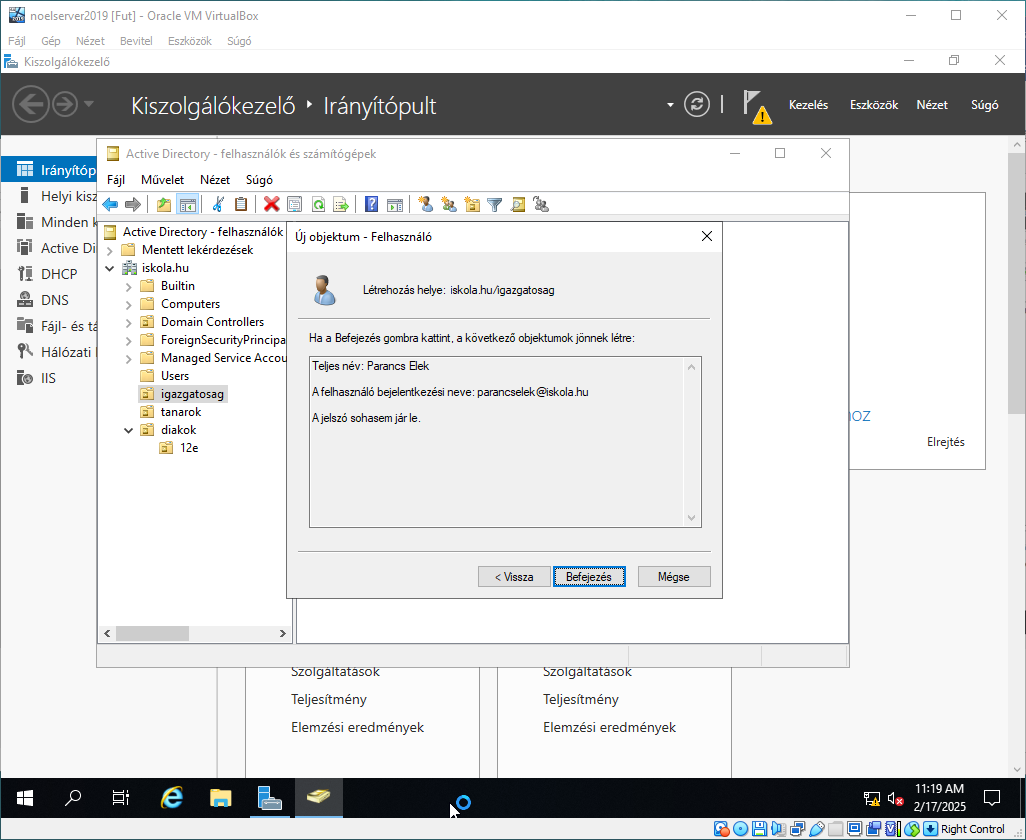 noelserver2019 [Fut] - Oracle VM VirtualBox
Fájl Gép Nézet Bevitel Eszközök Súgó
Kiszolgálókezelő
Kiszolgálókezelő Irányítópult
Kezelés Eszközök Nézet Súgó
Irányítóp
Helyi kisz
Minden k
Active Di
DHCP
DNS
Fájl- és tá
Hálózati
IIS
Active Directory - felhasználók és számítógépek
Fájl Művelet Nézet Súgó
Active Directory - felhasználók
Mentett lekérdezések
iskola.hu
Builtin
Computers
Domain Controllers
ForeignSecurityPrincipa
Managed Service Accou
Users
igazgatosag
tanarok
diakok
12e
Új objektum - Felhasználó
Létrehozás helye: iskola.hu/igazgatosag
Ha a Befejezés gombra kattint, a következő objektumok jönnek létre:
Teljes név: Parancs Elek
A felhasználó bejelentkezési neve: parancselek@iskola.hu
A jelszó sohasem jár le.
< Vissza Befejezés Mégse
HOZ
Elrejtés
Szolgáltatások
Teljesítmény
Elemzési eredmények
Szolgáltatások
Teljesítmény
Elemzési eredmények
11:19 AM
2/17/2025
Right Control